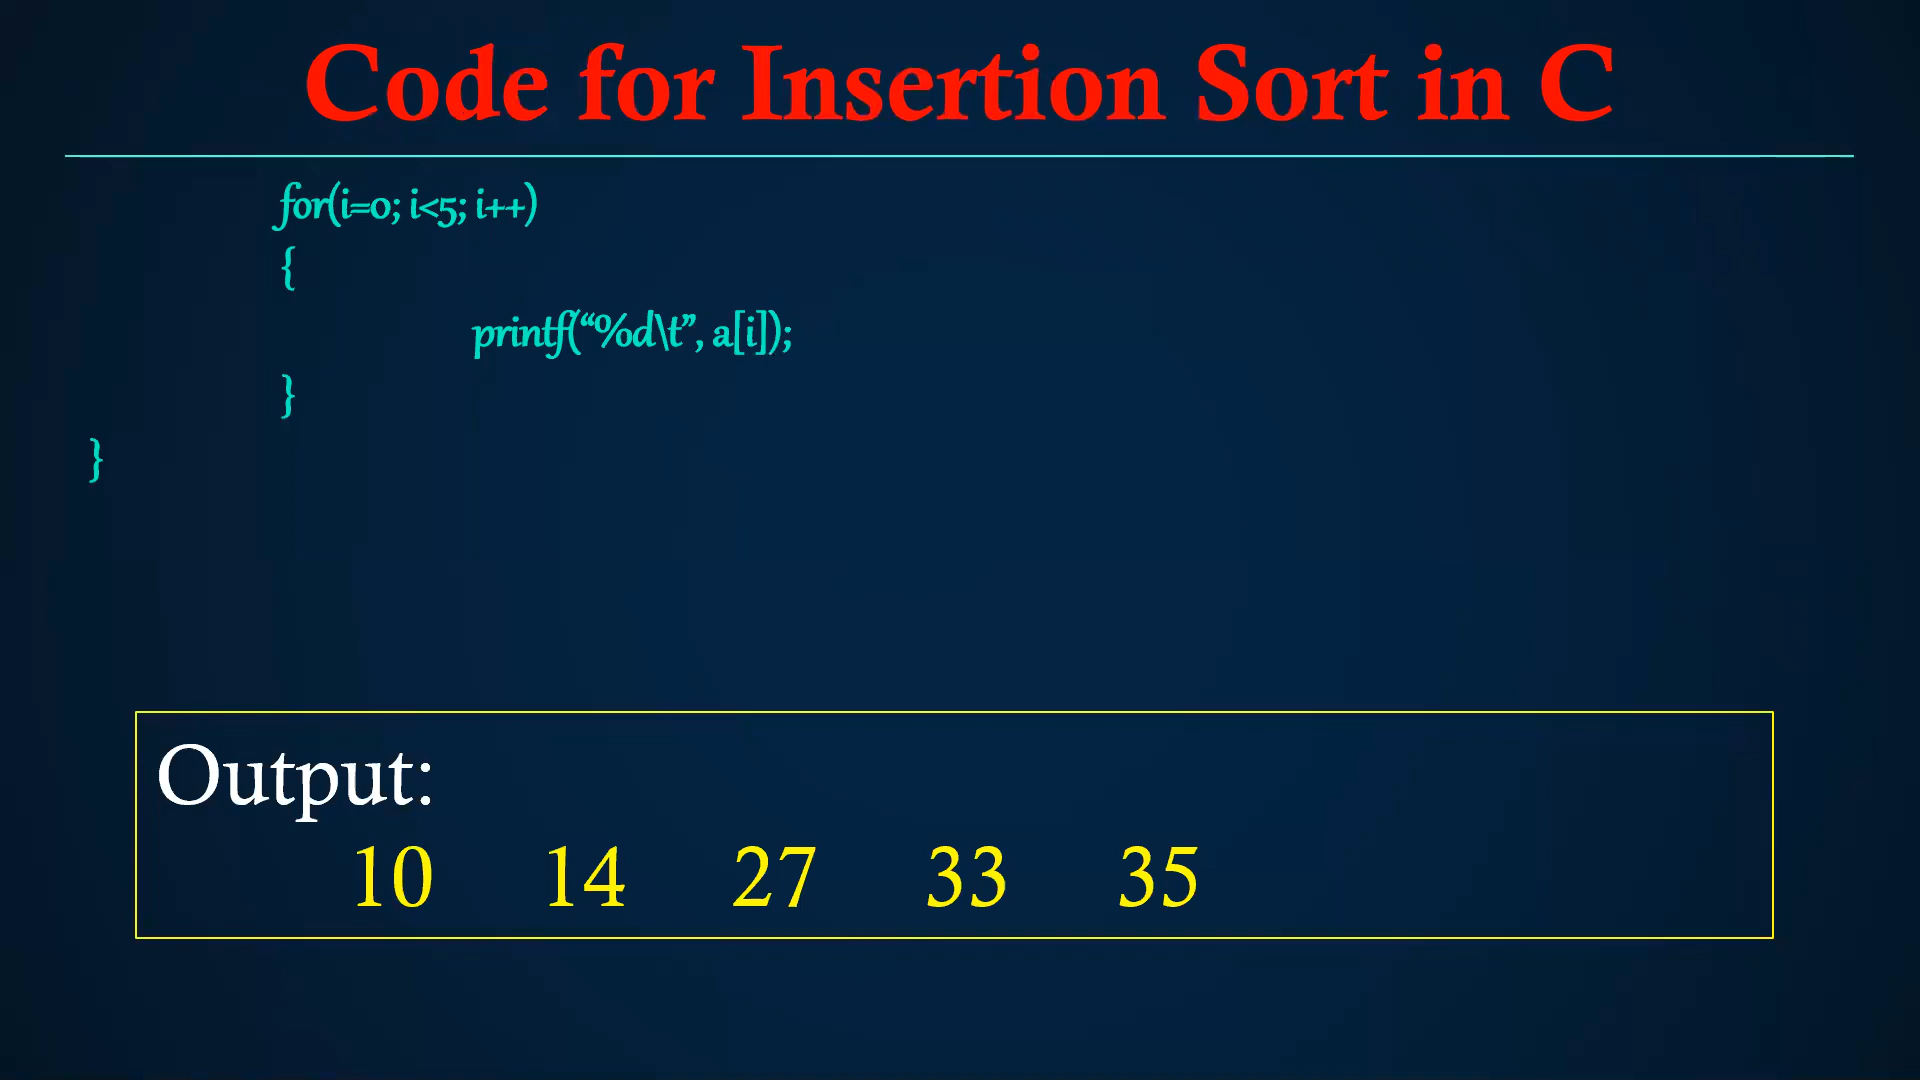 Code for Insertion Sort in C
for(i=0; i<5; i++)
{
printf(“%d\t”, a[i]);
}
}
Output:
10 14 27 33 35